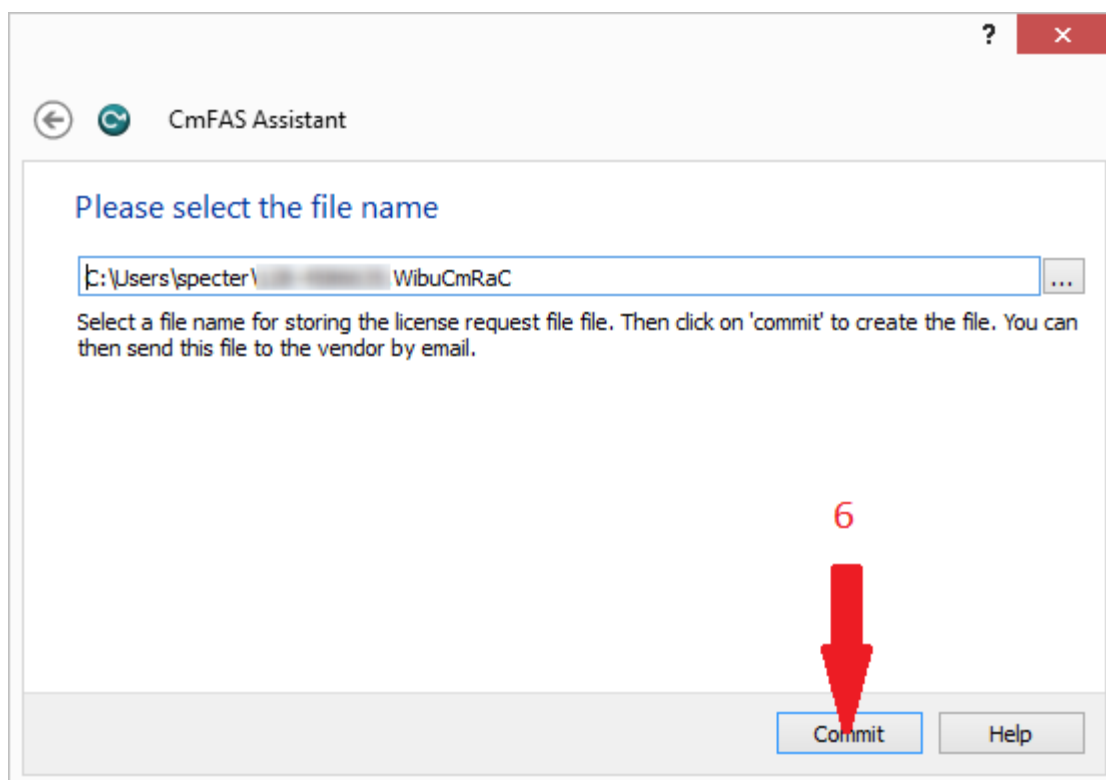 ?
CmFAS Assistant
Please select the file name
C:\Users\specter\ WibuCmRaC
...
Select a file name for storing the license request file file. Then click on 'commit' to create the file. You can
then send this file to the vendor by email.
6
Commit
Help